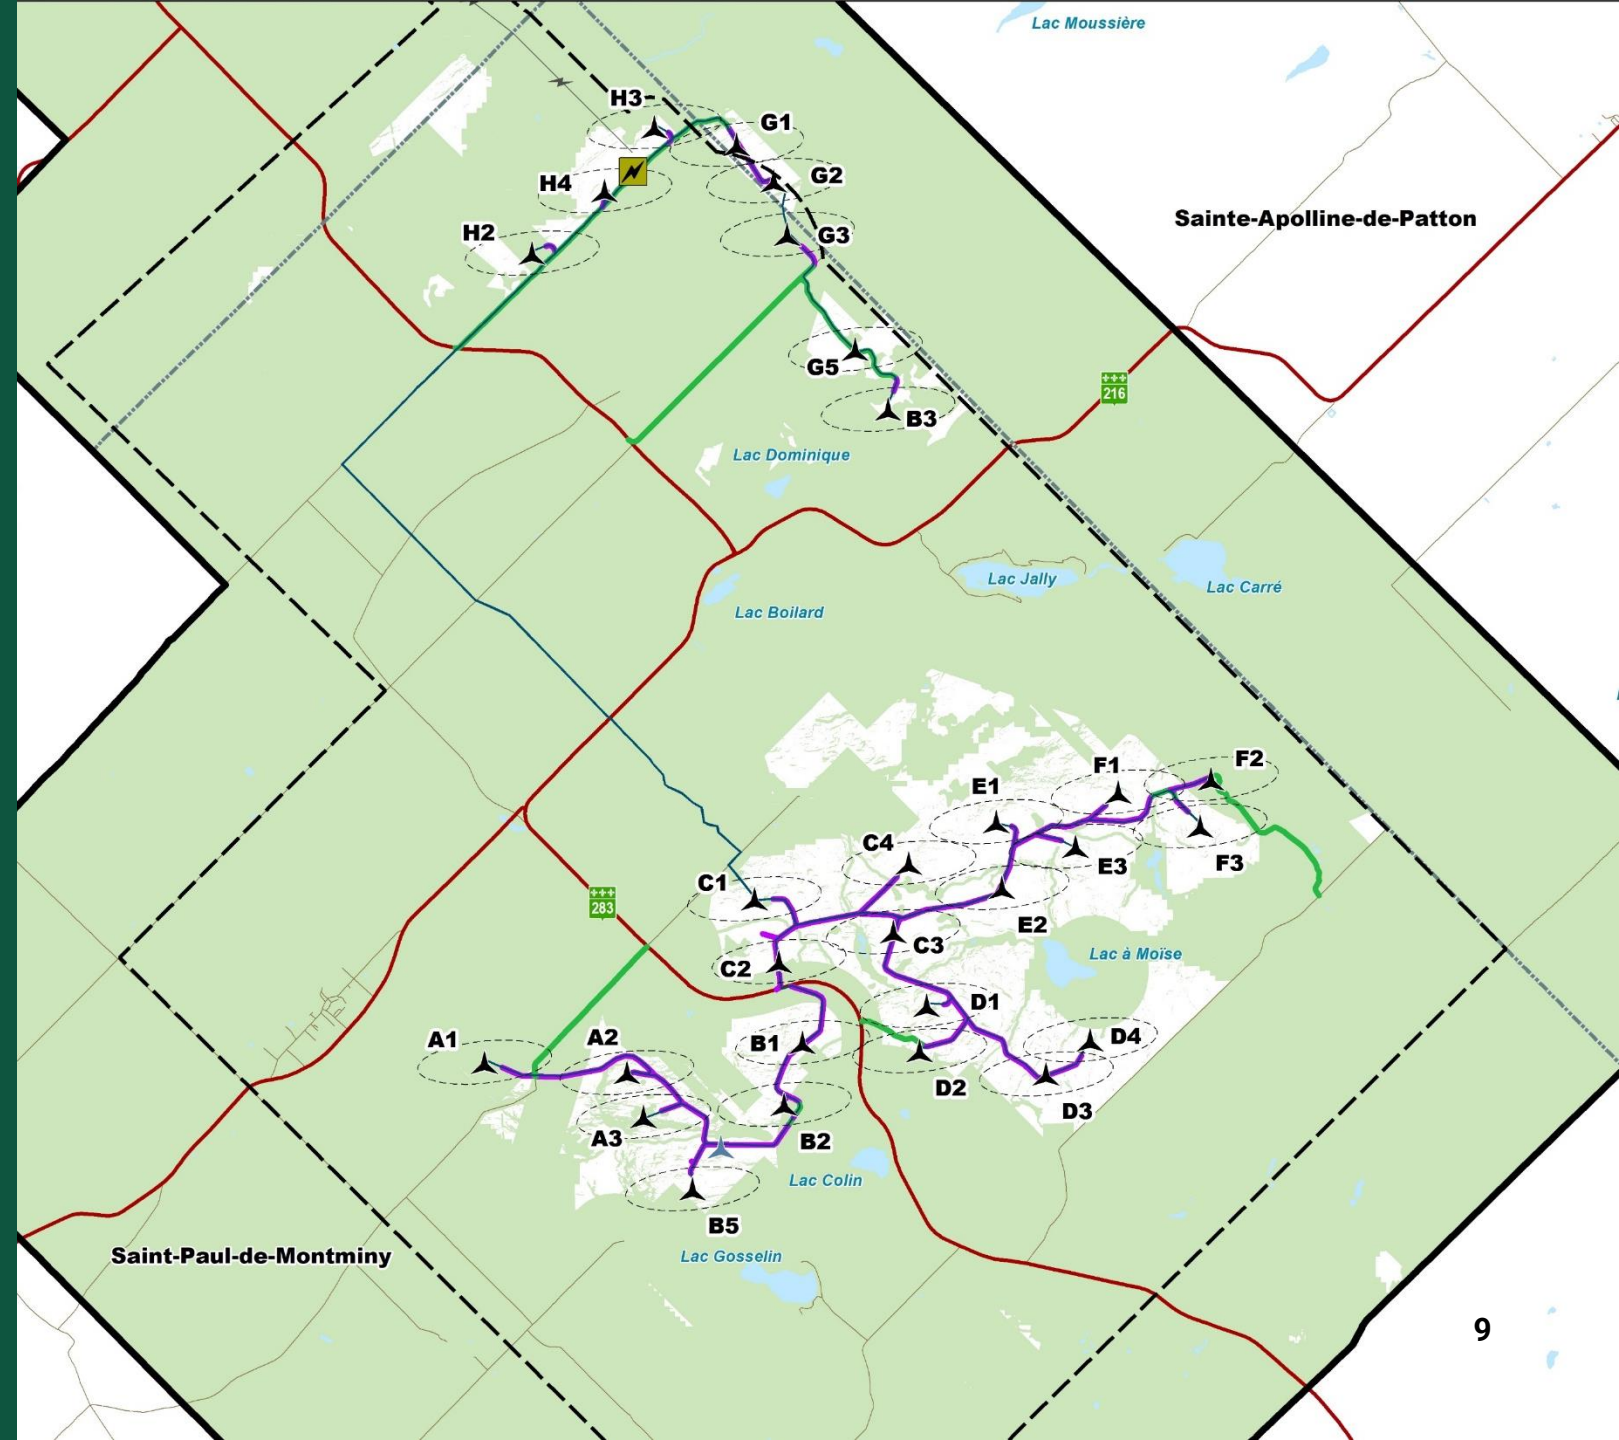 Lac Moussière
H3
G1
G2
H4
Sainte-Apolline-de-Patton
H2
G3
G5
216
B3
Lac Dominique
Lac Jally
Lac Carré
Lac Boilard
F2
F1
E1
C4
E3
F3
C1
283
E2
C3
Lac à Moïse
C2
D1
A1
A2
B1
D4
D2
D3
A3
B2
Lac Colin
B5
Saint-Paul-de-Montminy
Lac Gosselin
9